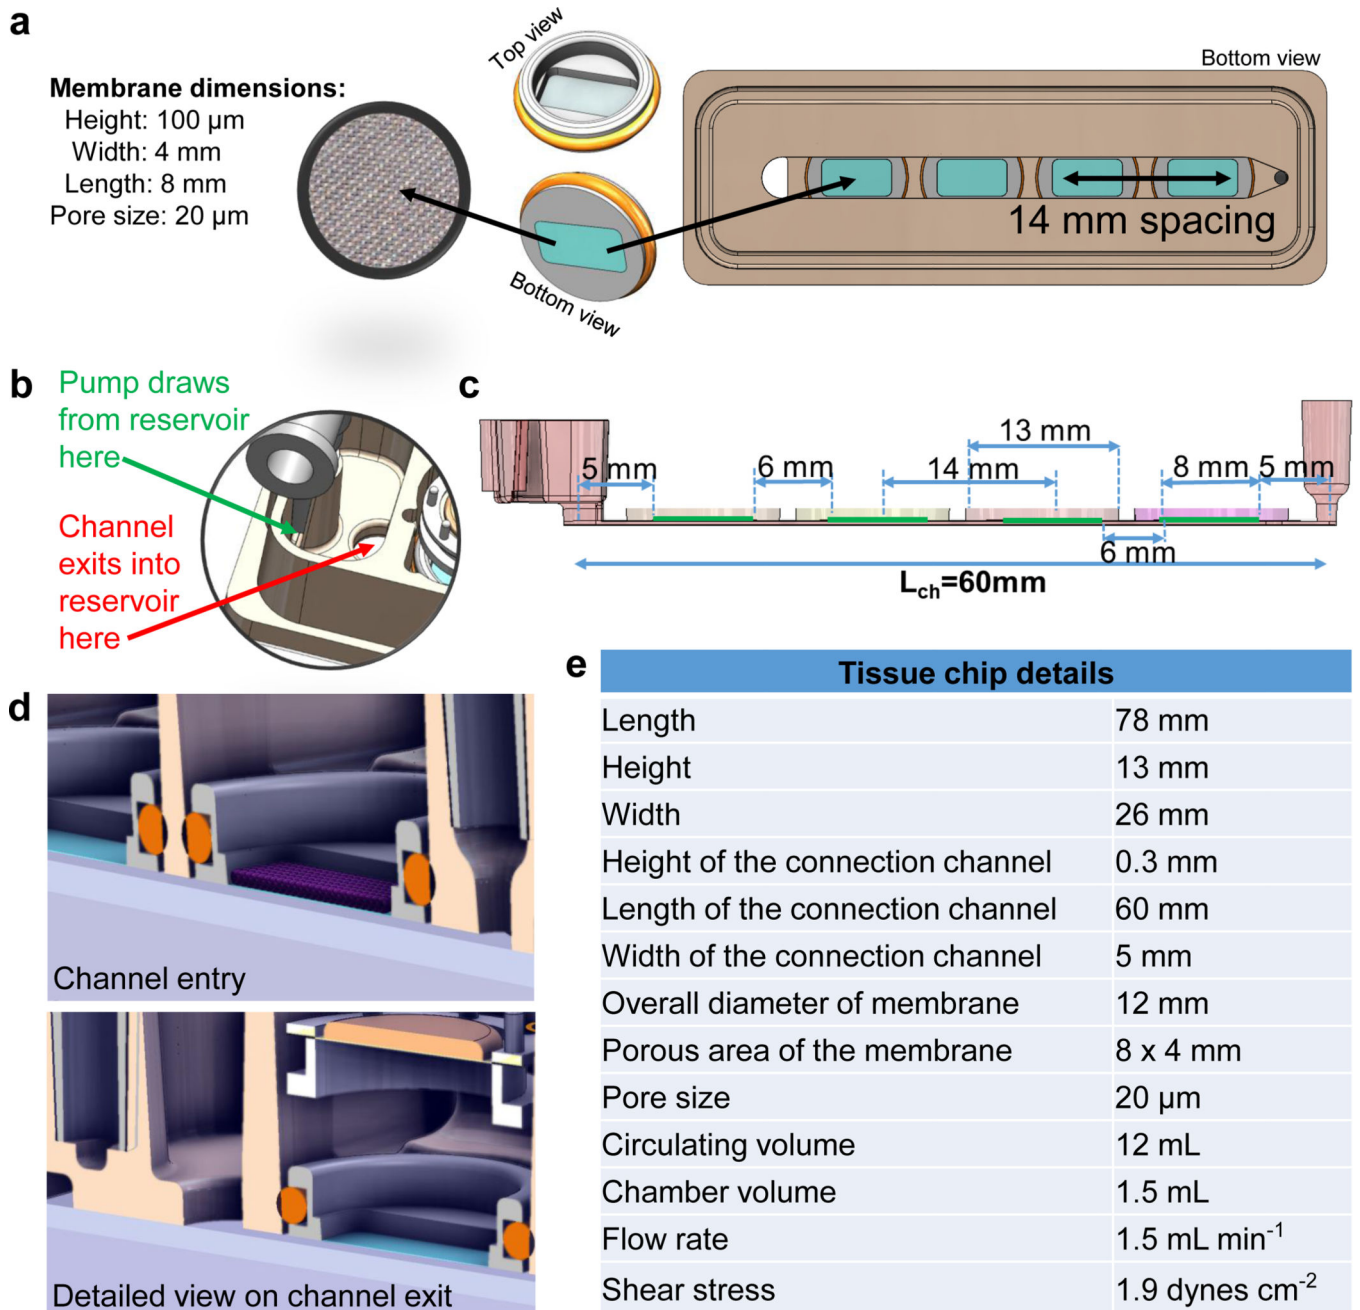 a
Membrane dimensions:
Height: 100 µm
Width: 4 mm
Length: 8 mm
Pore size: 20 µm
Top view
Bottom view
Bottom view
14 mm spacing
b
Pump draws
from reservoir
here
Channel
exits into
reservoir
here
c
5 mm
6 mm
14 mm
13 mm
8 mm
5 mm
6 mm
Lch=60mm
d
Channel entry
Detailed view on channel exit
e
Tissue chip details
Length 78 mm
Height 13 mm
Width 26 mm
Height of the connection channel 0.3 mm
Length of the connection channel 60 mm
Width of the connection channel 5 mm
Overall diameter of membrane 12 mm
Porous area of the membrane 8 x 4 mm
Pore size 20 µm
Circulating volume 12 mL
Chamber volume 1.5 mL
Flow rate 1.5 mL min-1
Shear stress 1.9 dynes cm-2